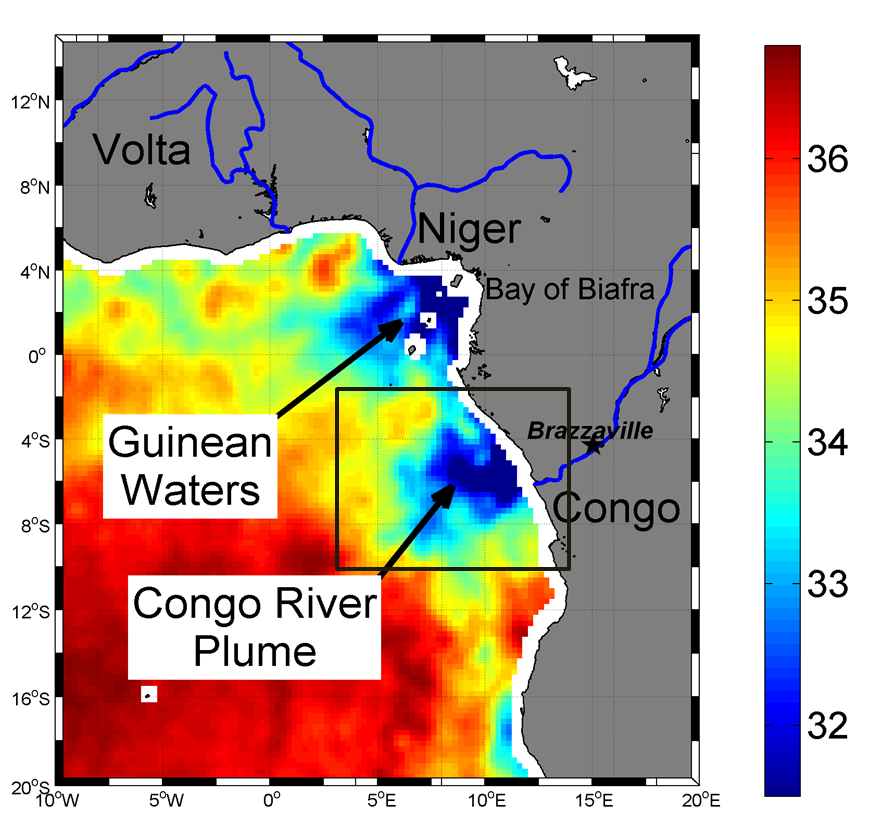 12°N
8°N
4°N
0°
4°S
8°S
12°S
16°S
20°S
10°W
5°W
0°
5°E
10°E
15°E
20°E
Volta
Niger
Bay of Biafra
Guinean
Waters
Brazzaville
Congo
Congo River
Plume
36
35
34
33
32